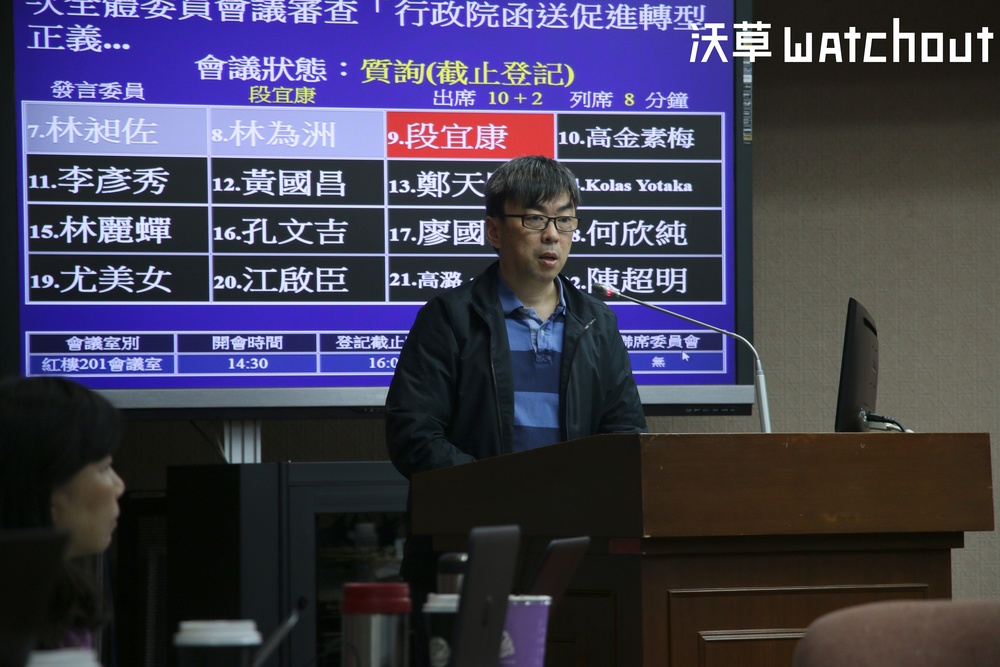 沃草 watchout
次全體委員會議審查「行政院函送促進轉型
正義...
會議狀態：質詢(截止登記)
發言委員 段宜康 出席 10+2 列席 8 分鐘
7.林昶佐 8.林為洲 9.段宜康 10.高金素梅
11.李彥秀 12.黃國昌 13.鄭天 Kolas Yotaka
15.林麗蟬 16.孔文吉 17.廖國 何欣純
19.尤美女 20.江啟臣 21.高潞 陳超明
會議室別 開會時間 登記截止 聯席委員會
紅樓201會議室 14:30 16:0 無